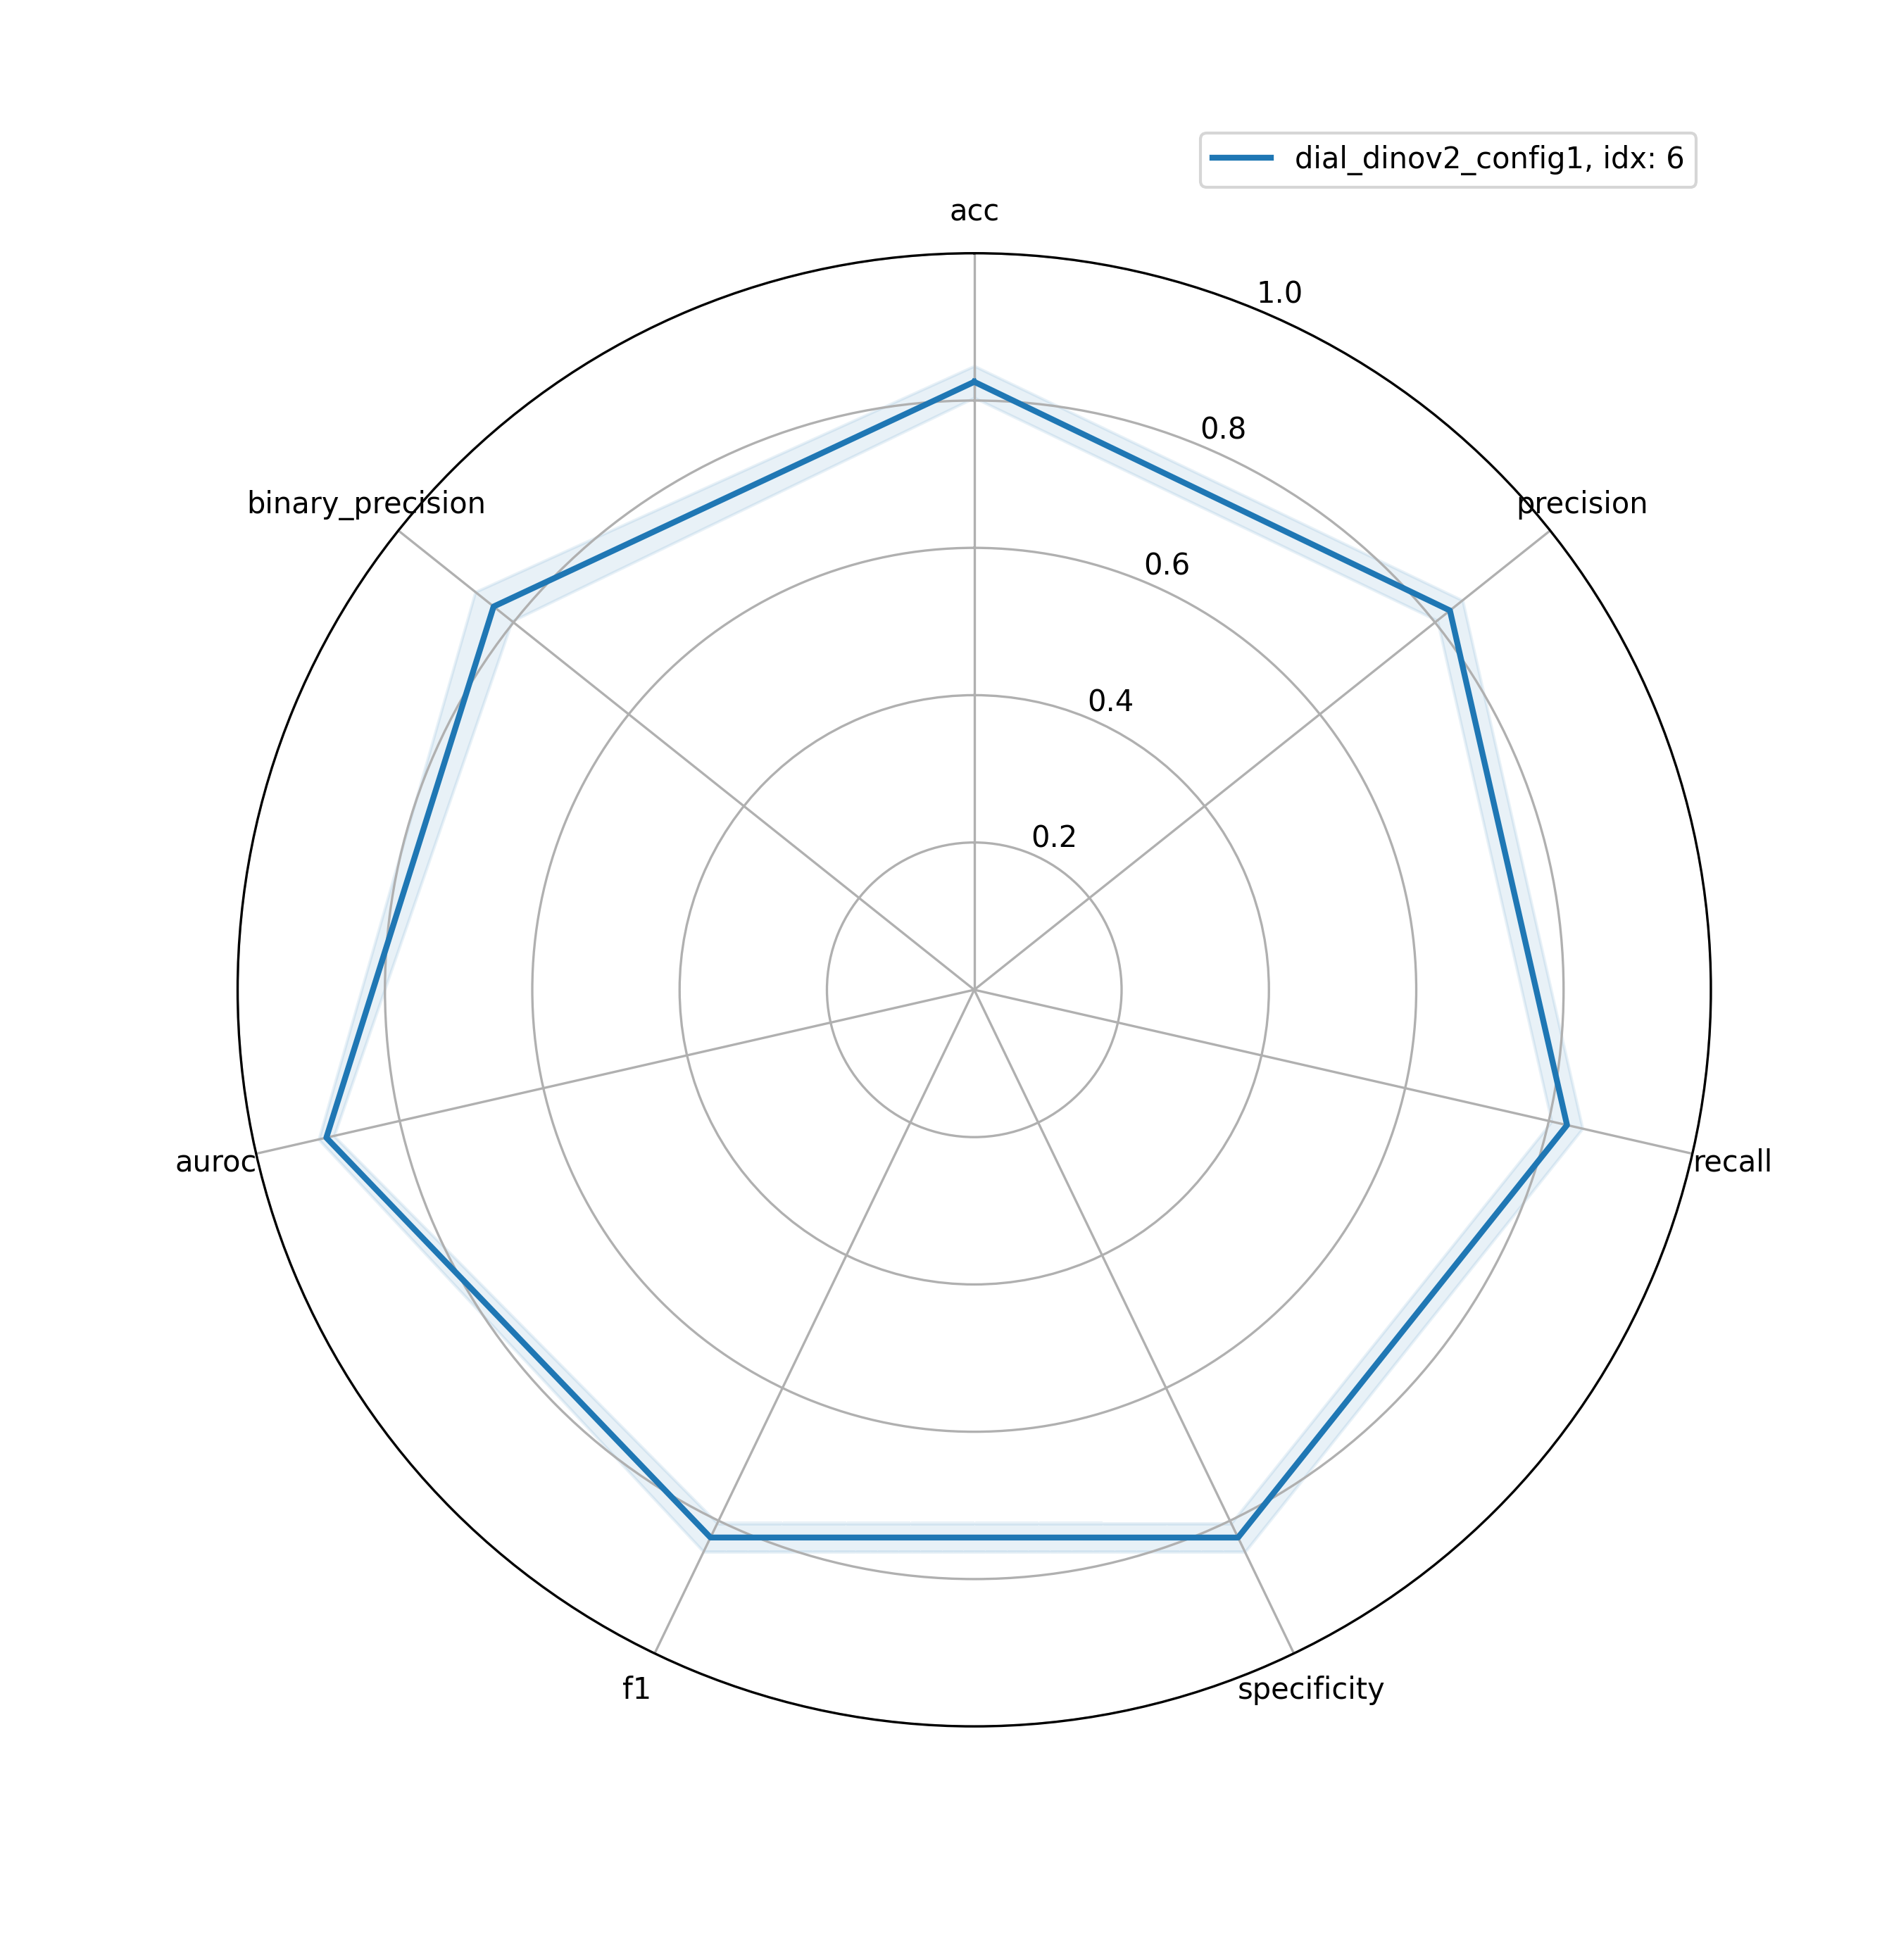 dial_dinov2_config1, idx: 6
acc
1.0
0.8
binary_precision
precision
0.6
0.4
0.2
auroc
recall
f1
specificity